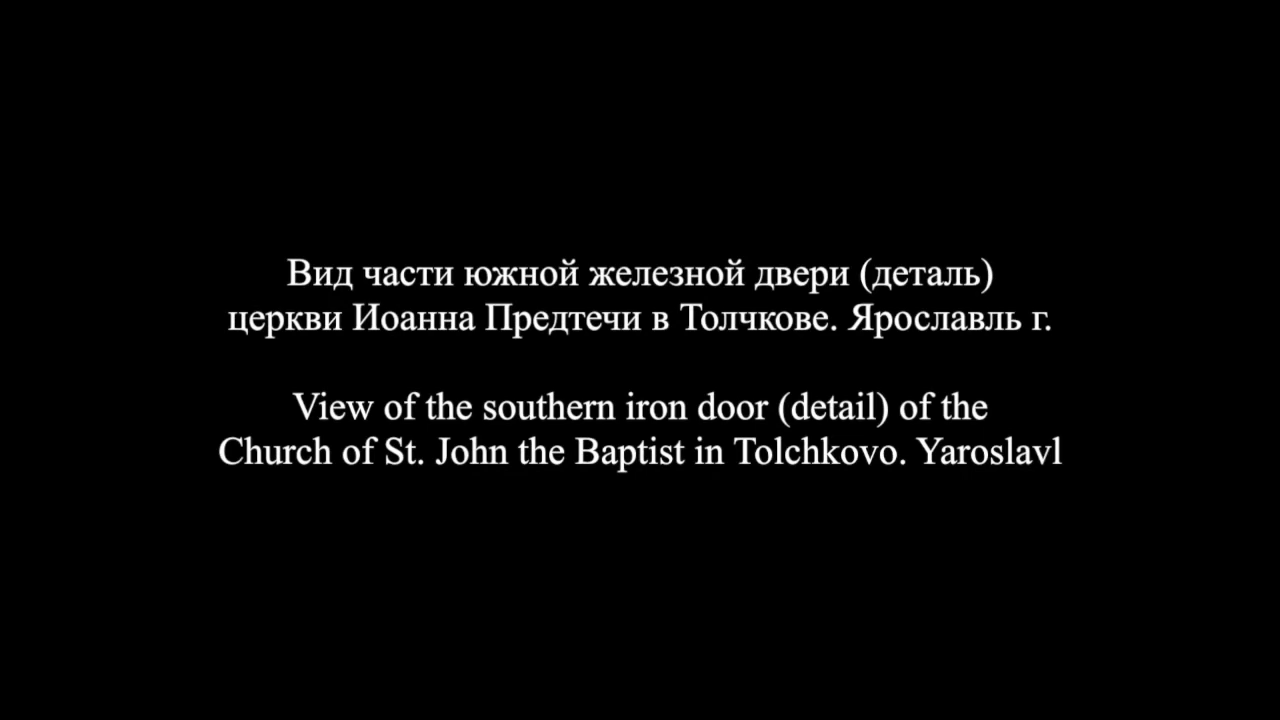 Вид части южной железной двери (деталь)
церкви Иоанна Предтечи в Толчкове. Ярославль г.
View of the southern iron door (detail) of the
Church of St. John the Baptist in Tolchkovo. Yaroslavl